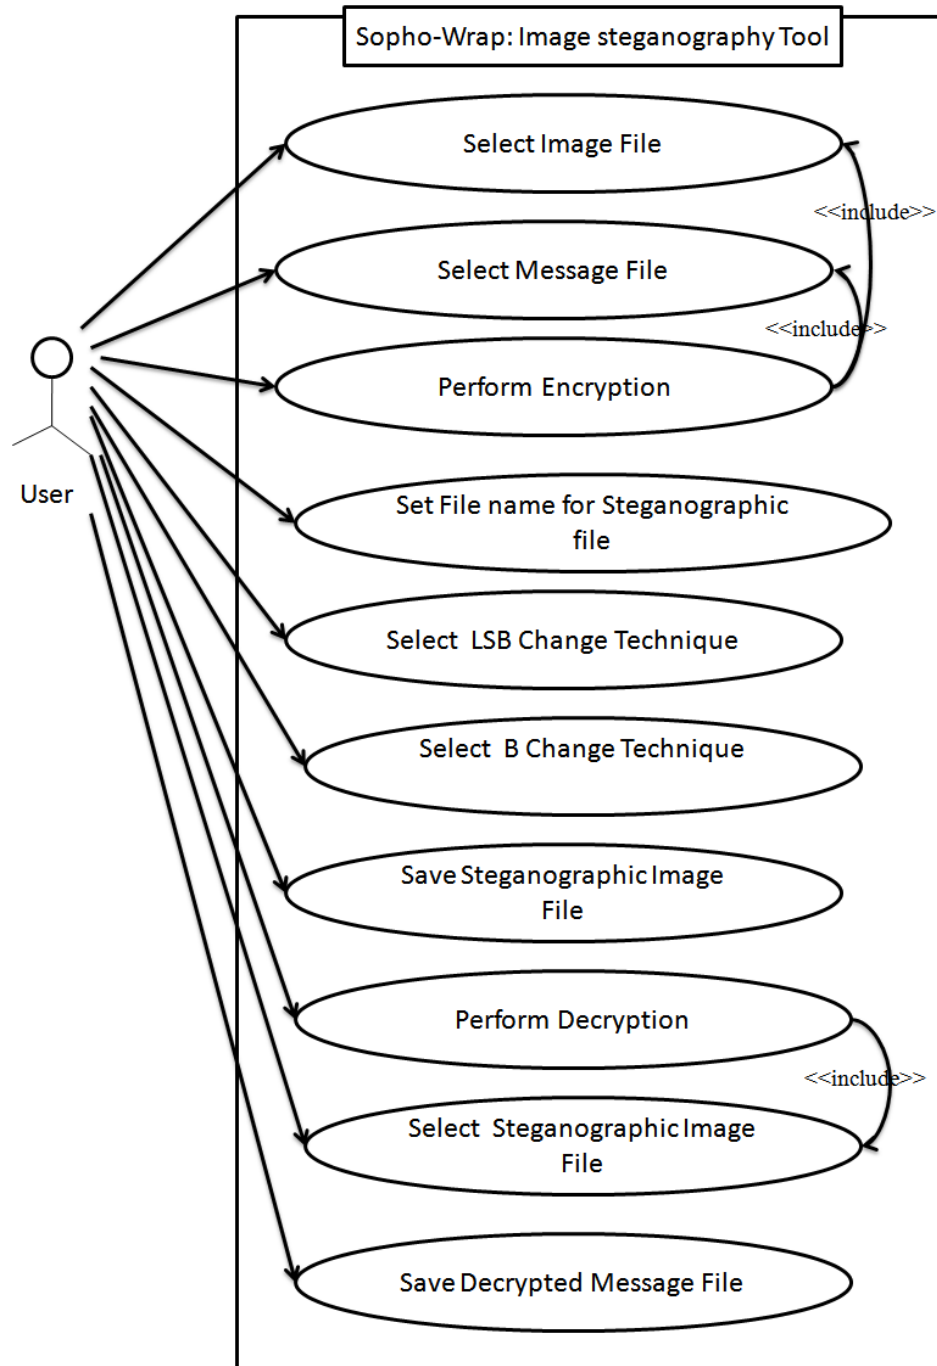 Sopho-Wrap: Image steganography Tool
Select Image File
<<include>>
Select Message File
<<include>>
Perform Encryption
User
Set File name for Steganographic
file
Select LSB Change Technique
Select B Change Technique
Save Steganographic Image
File
Perform Decryption
<<include>>
Select Steganographic Image
File
Save Decrypted Message File